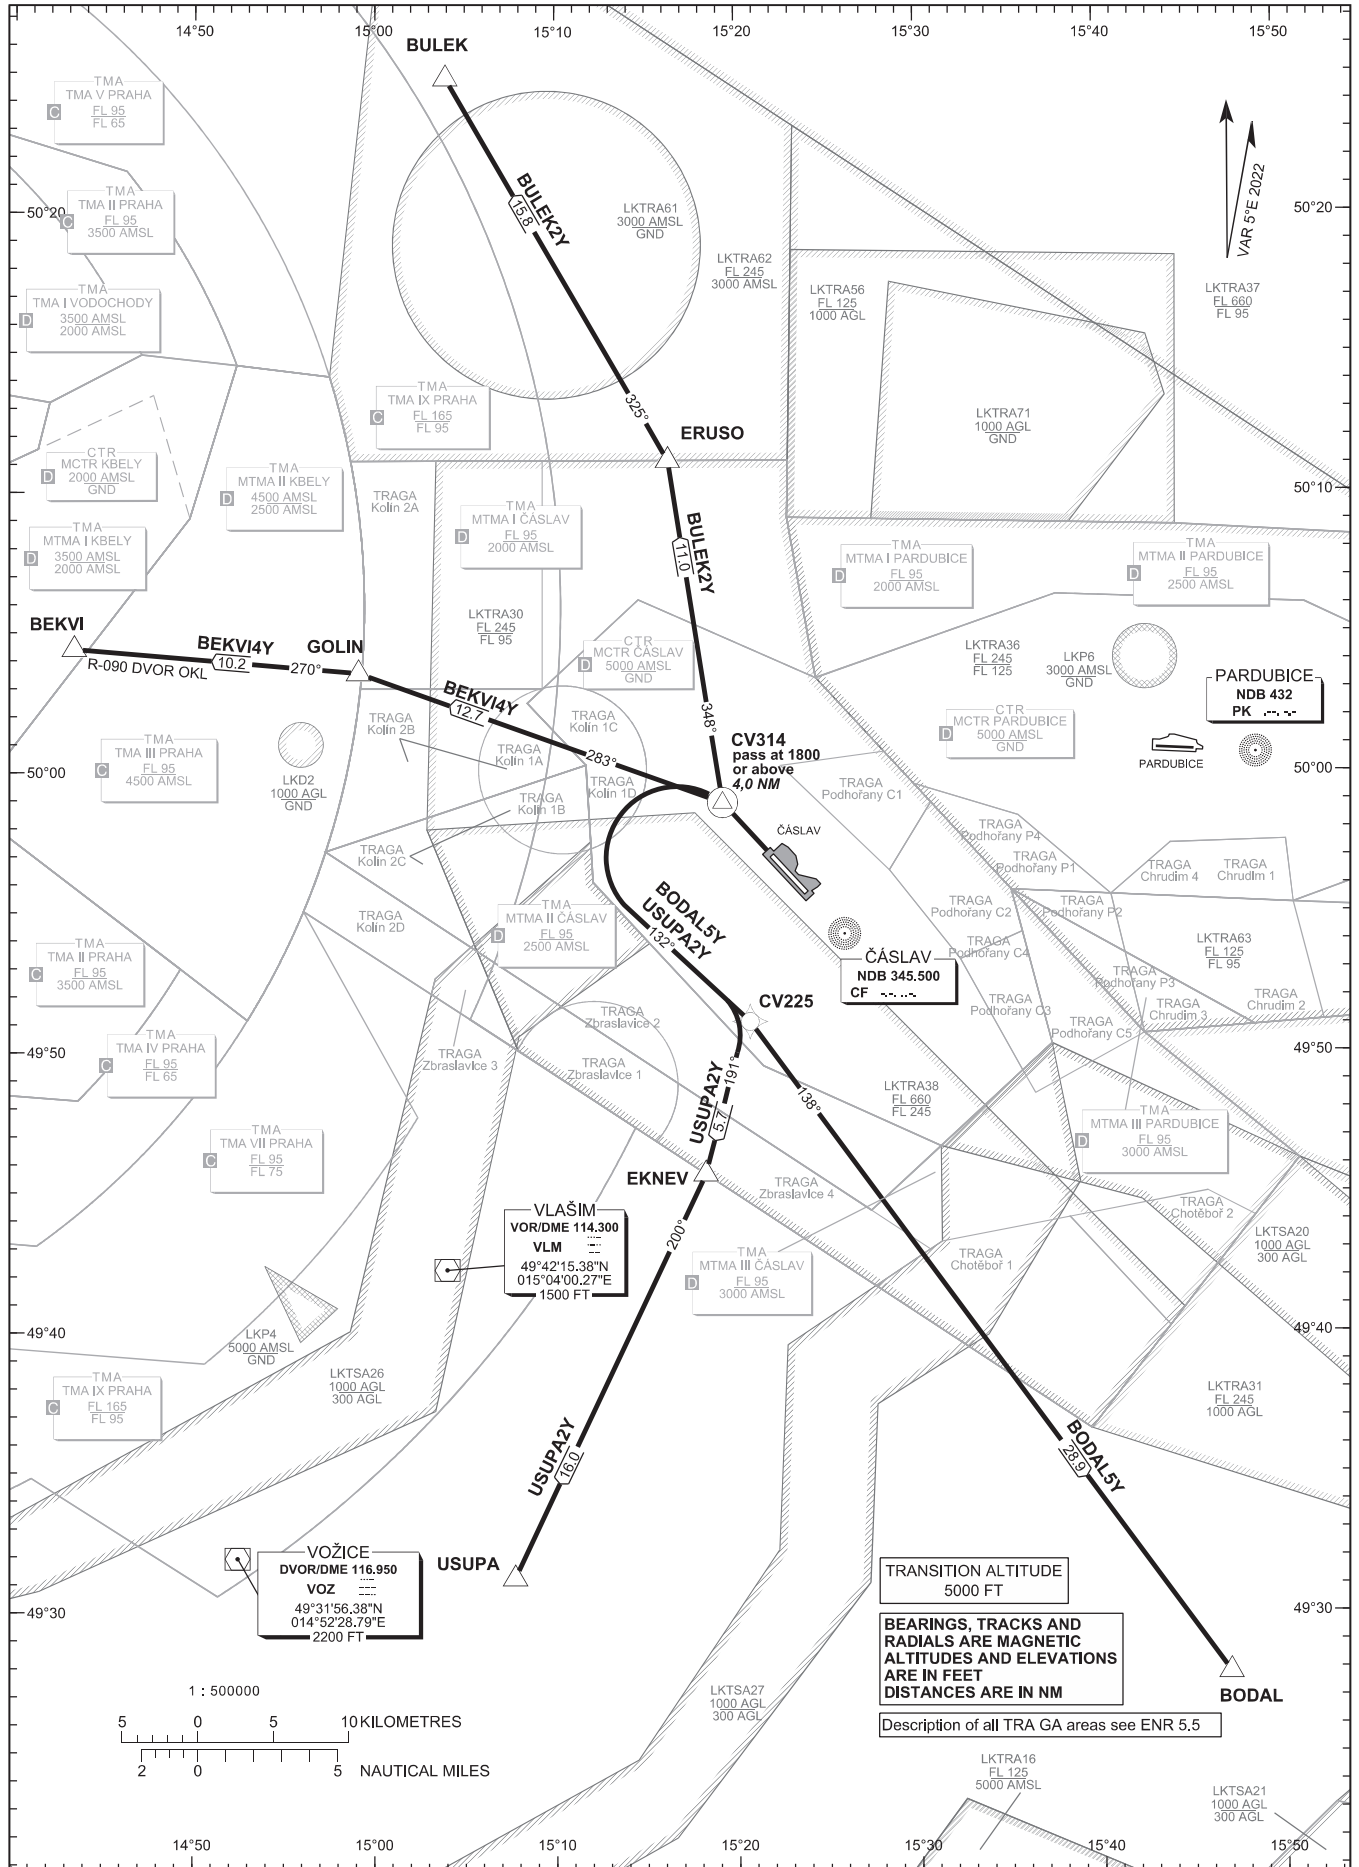 14°50
15°00
15°10
15°20
15°30
15°40
15°50
BULEK
TMA
TMA V PRAHA
C
FL 95
FL 65
VAR 5°E 2022
TMA
TMA II PRAHA
C
FL 95
3500 AMSL
50°20
50°20
BULEK2Y
15.8
LKTRA61
3000 AMSL
GND
LKTRA62
FL 245
3000 AMSL
LKTRA56
FL 125
1000 AGL
LKTRA37
FL 660
FL 95
TMA
TMA I VODOCHODY
D
3500 AMSL
2000 AMSL
TMA
TMA IX PRAHA
C
FL 165
FL 95
325°
LKTRA71
1000 AGL
GND
ERUSO
CTR
MCTR KBELY
D
2000 AMSL
GND
TMA
MTMA II KBELY
D
4500 AMSL
2500 AMSL
TRAGA
Kolín 2A
50°10
50°10
TMA
MTMA I ČÁSLAV
D
FL 95
2000 AMSL
BULEK2Y
11.0
TMA
MTMA I KBELY
D
3500 AMSL
2000 AMSL
TMA
MTMA I PARDUBICE
D
FL 95
2000 AMSL
TMA
MTMA II PARDUBICE
D
FL 95
2500 AMSL
LKTRA30
FL 245
FL 95
BEKVI
BEKVI4Y
10.2
GOLIN
R-090 DVOR OKL
270°
CTR
MCTR ČÁSLAV
D
5000 AMSL
GND
LKTRA36
FL 245
FL 125
LKP6
3000 AMSL
GND
PARDUBICE
NDB 432
PK .--. -.-
BEKVI4Y
12.7
348°
TRAGA
Kolín 2B
TRAGA
Kolín 1C
CTR
MCTR PARDUBICE
D
5000 AMSL
GND
CV314
pass at 1800
or above
4,0 NM
TMA
TMA III PRAHA
C
FL 95
4500 AMSL
TRAGA
Kolín 1A
283°
PARDUBICE
50°00
50°00
LKD2
1000 AGL
GND
TRAGA
Kolín 1D
TRAGA
Kolín 1B
TRAGA
Podhořany C1
ČÁSLAV
TRAGA
Podhořany P4
TRAGA
Kolín 2C
TRAGA
Podhořany P1
TRAGA
Chrudim 4
TRAGA
Chrudim 1
TRAGA
Kolín 2D
TMA
MTMA II ČÁSLAV
D
FL 95
2500 AMSL
BODAL5Y
USUPA2Y
132°
TRAGA
Podhořany C2
TRAGA
Podhořany P2
TMA
TMA II PRAHA
C
FL 95
3500 AMSL
TRAGA
Podhořany C4
LKTRA63
FL 125
FL 95
ČÁSLAV
NDB 345.500
CF -.-. ..-.
TRAGA
Podhořany P3
CV225
TRAGA
Podhořany C3
TRAGA
Chrudim 3
TRAGA
Chrudim 2
TRAGA
Zbraslavice 2
TRAGA
Podhořany C5
TMA
TMA IV PRAHA
C
FL 95
FL 65
49°50
49°50
TRAGA
Zbraslavice 3
TRAGA
Zbraslavice 1
191°
USUPA2Y
5.7
138°
LKTRA38
FL 660
FL 245
TMA
MTMA III PARDUBICE
D
FL 95
3000 AMSL
TMA
TMA VII PRAHA
C
FL 95
FL 75
EKNEV
TRAGA
Zbraslavice 4
TRAGA
Chotěboř 2
VLAŠIM
VOR/DME 114.300
VLM
49°42'15.38"N
015°04'00.27"E
1500 FT
200°
LKTSA20
1000 AGL
300 AGL
TMA
MTMA III ČÁSLAV
D
FL 95
3000 AMSL
TRAGA
Chotěboř 1
49°40
49°40
LKP4
5000 AMSL
GND
LKTSA26
1000 AGL
300 AGL
TMA
TMA IX PRAHA
C
FL 165
FL 95
LKTRA31
FL 245
1000 AGL
USUPA2Y
16.0
BODAL5Y
28.9
VOŽICE
DVOR/DME 116.950
VOZ
49°31'56.38"N
014°52'28.79"E
2200 FT
USUPA
TRANSITION ALTITUDE
5000 FT
49°30
49°30
BEARINGS, TRACKS AND
RADIALS ARE MAGNETIC
ALTITUDES AND ELEVATIONS
ARE IN FEET
DISTANCES ARE IN NM
BODAL
LKTSA27
1000 AGL
300 AGL
1 : 500000
5 0 5 10 KILOMETRES
2 0 5 NAUTICAL MILES
Description of all TRA GA areas see ENR 5.5
LKTRA16
FL 125
5000 AMSL
LKTSA21
1000 AGL
300 AGL
14°50
15°00
15°10
15°20
15°30
15°40
15°50